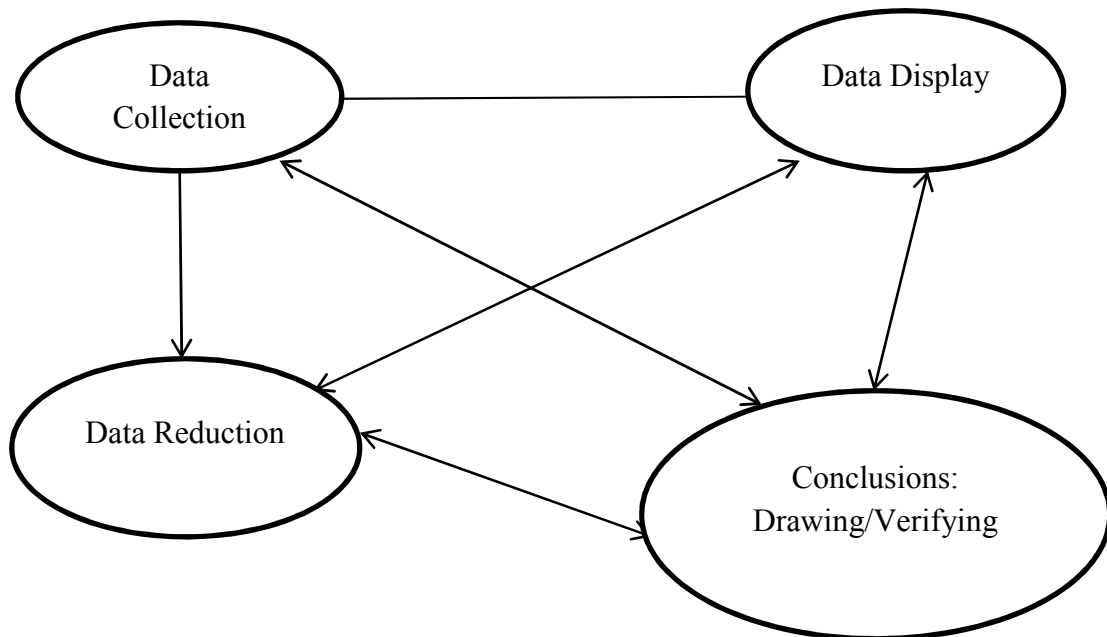 Data
Collection
Data Display
Data Reduction
Conclusions:
Drawing/Verifying